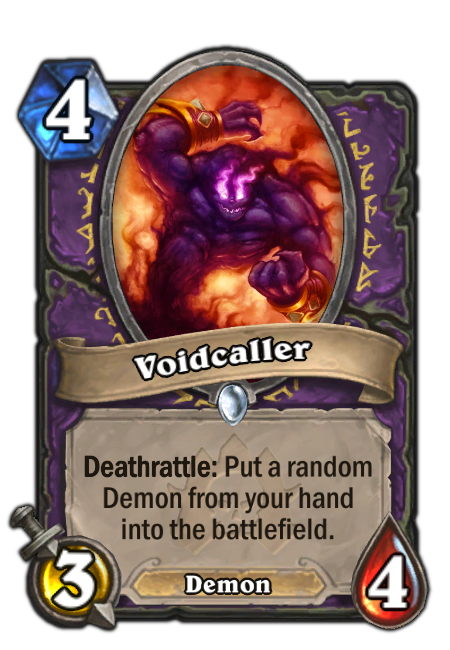 4
Voidcaller
Deathrattle: Put a random
Demon from your hand
into the battlefield.
3
Demon
4